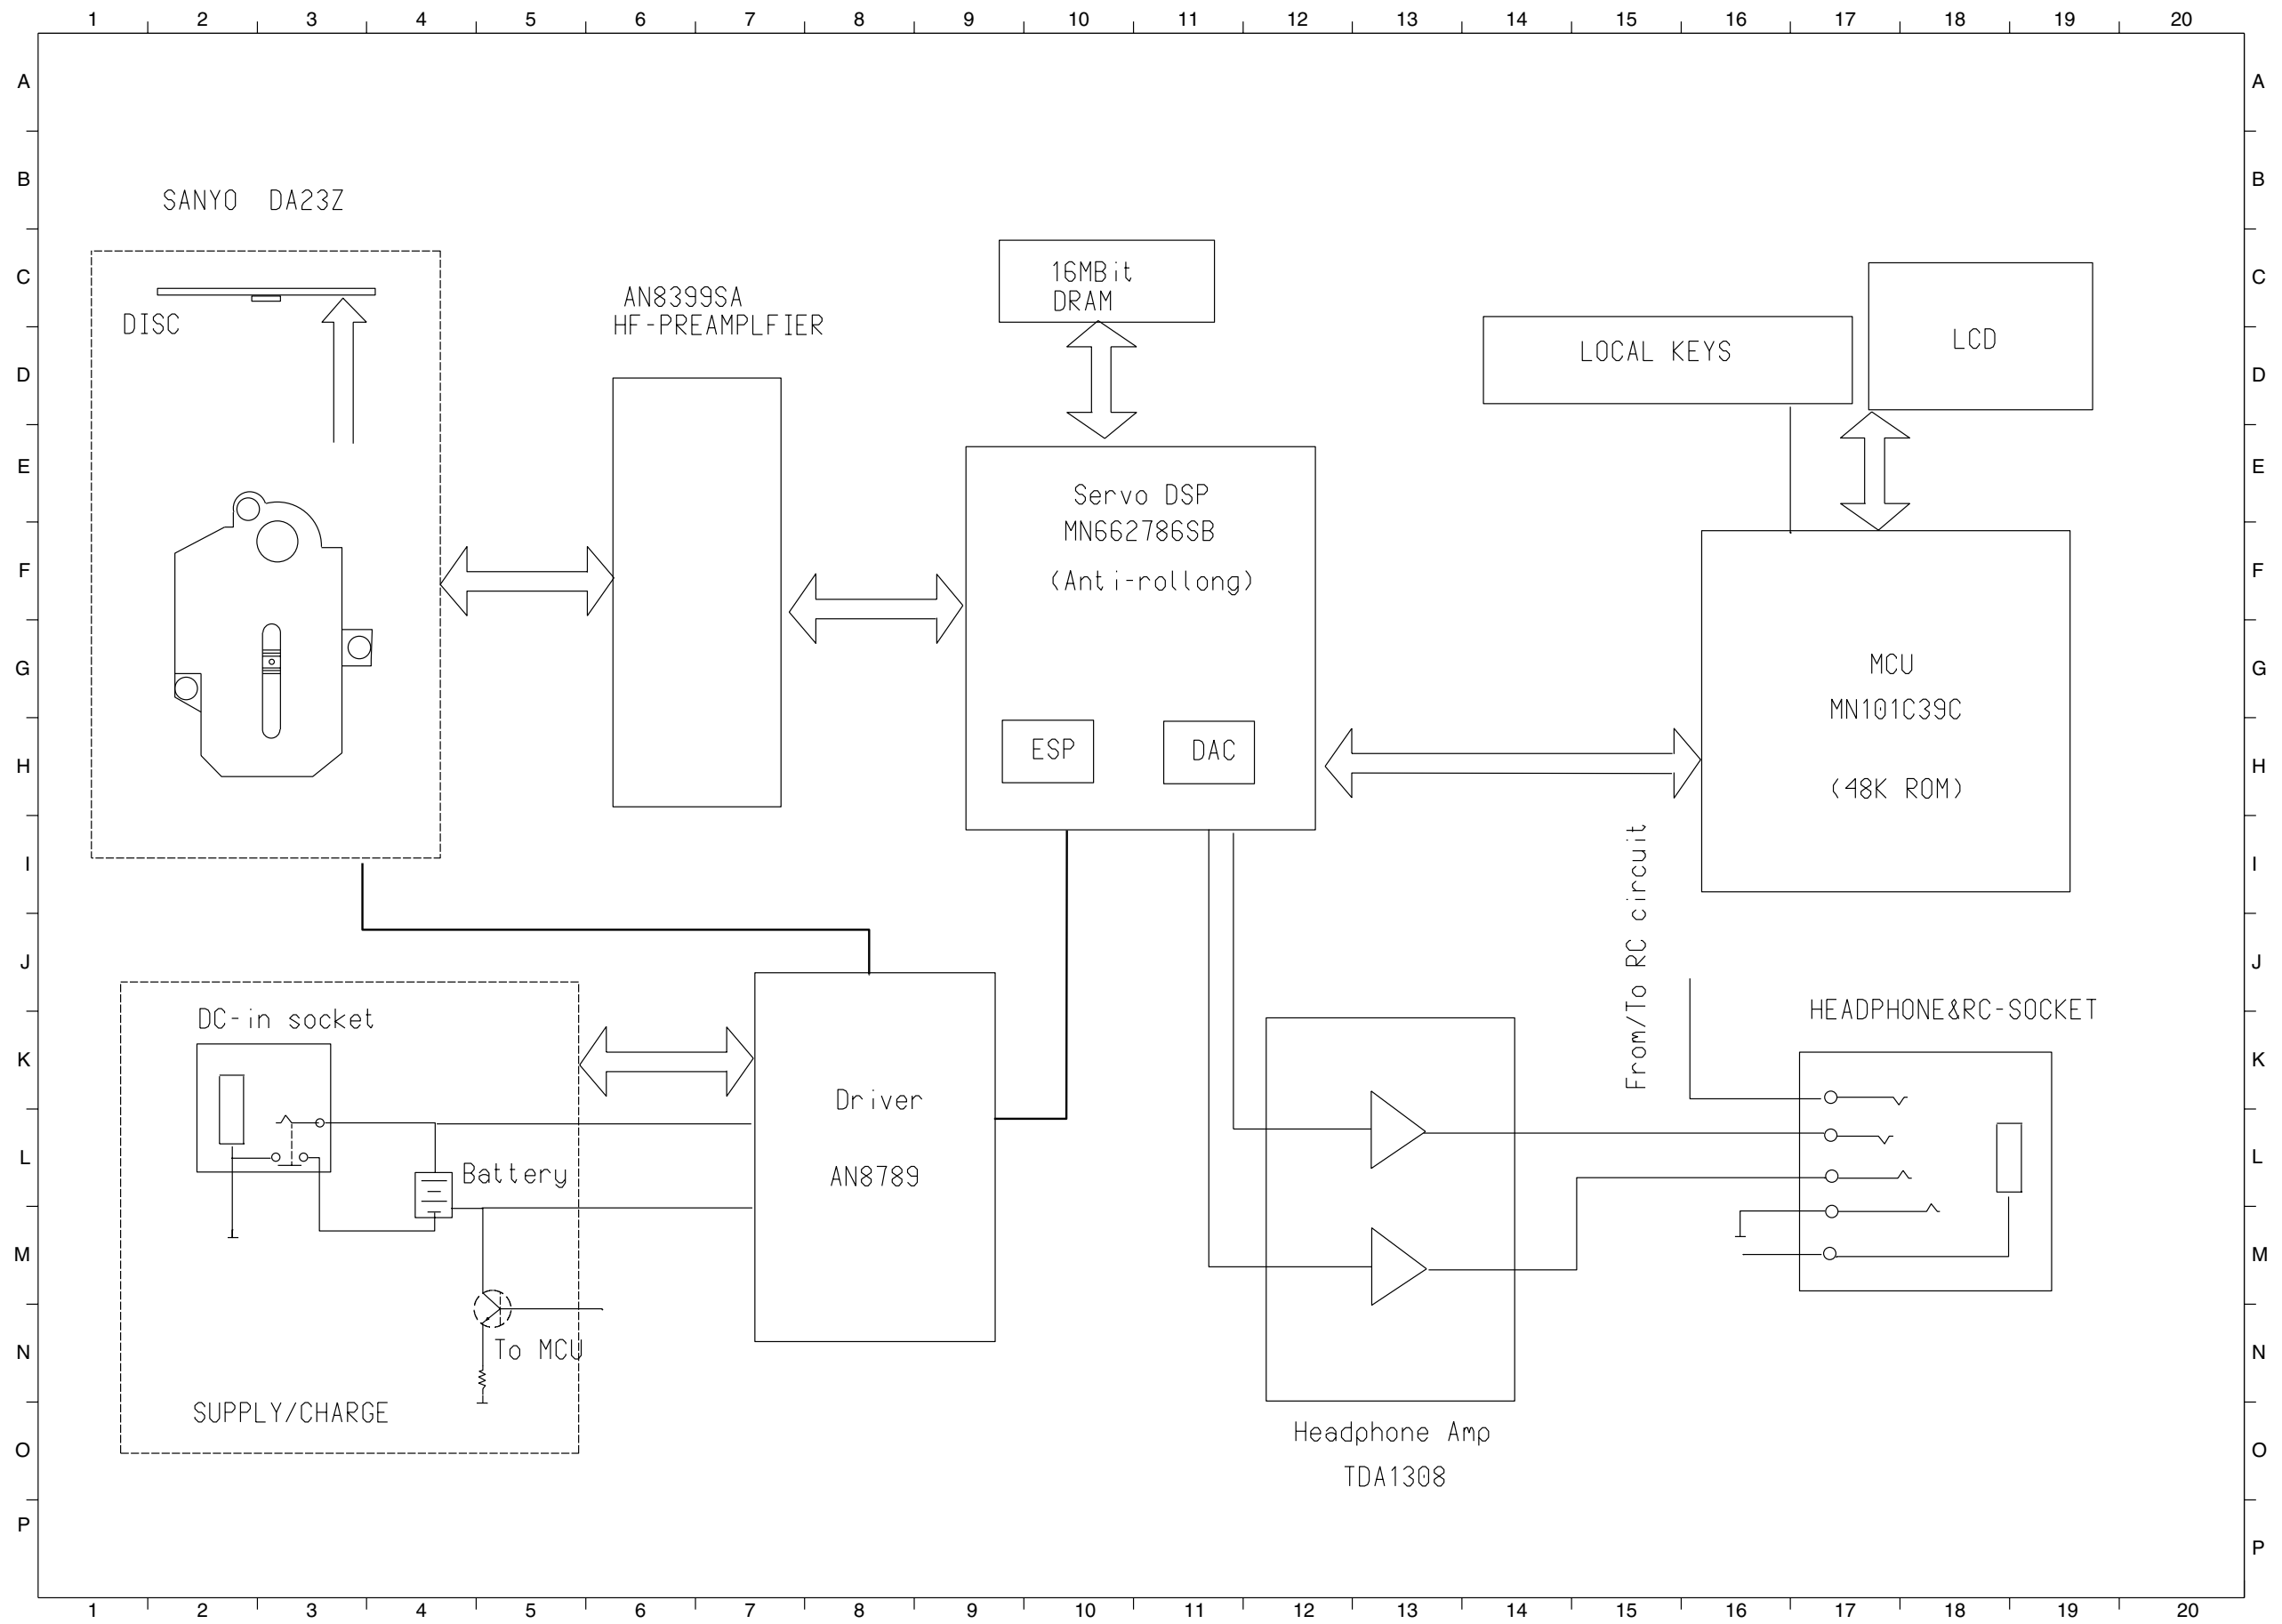 1 2 3 4 5 6 7 8 9 10 11 12 13 14 15 16 17 18 19 20
A A
B B
SANYO DA23Z
C C
DISC
AN8399SA
HF-PREAMPLFIER
16MBit
DRAM
LOCAL KEYS
LCD
D D
E E
Servo DSP
MN662786SB
(Anti-rollong)
F F
G G
MCU
MN101C39C
(48K ROM)
ESP
DAC
H H
I I
From/To RC circuit
J J
DC-in socket
HEADPHONE&RC-SOCKET
K K
Driver
AN8789
L L
Battery
M M
To MCU
N N
SUPPLY/CHARGE
Headphone Amp
TDA1308
O O
P P
1 2 3 4 5 6 7 8 9 10 11 12 13 14 15 16 17 18 19 20